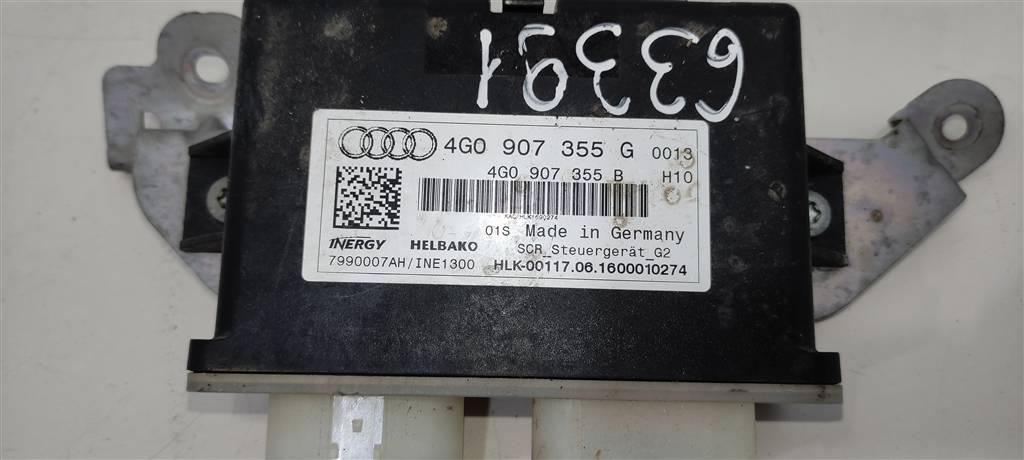 4G0 907 355 G 0013
4G0 907 355 B H10
01S Made in Germany
INERGY HELBAKO SCR_Steuergerät_G2
7990007AH/INE1300 HLK-00117.06.1600010274